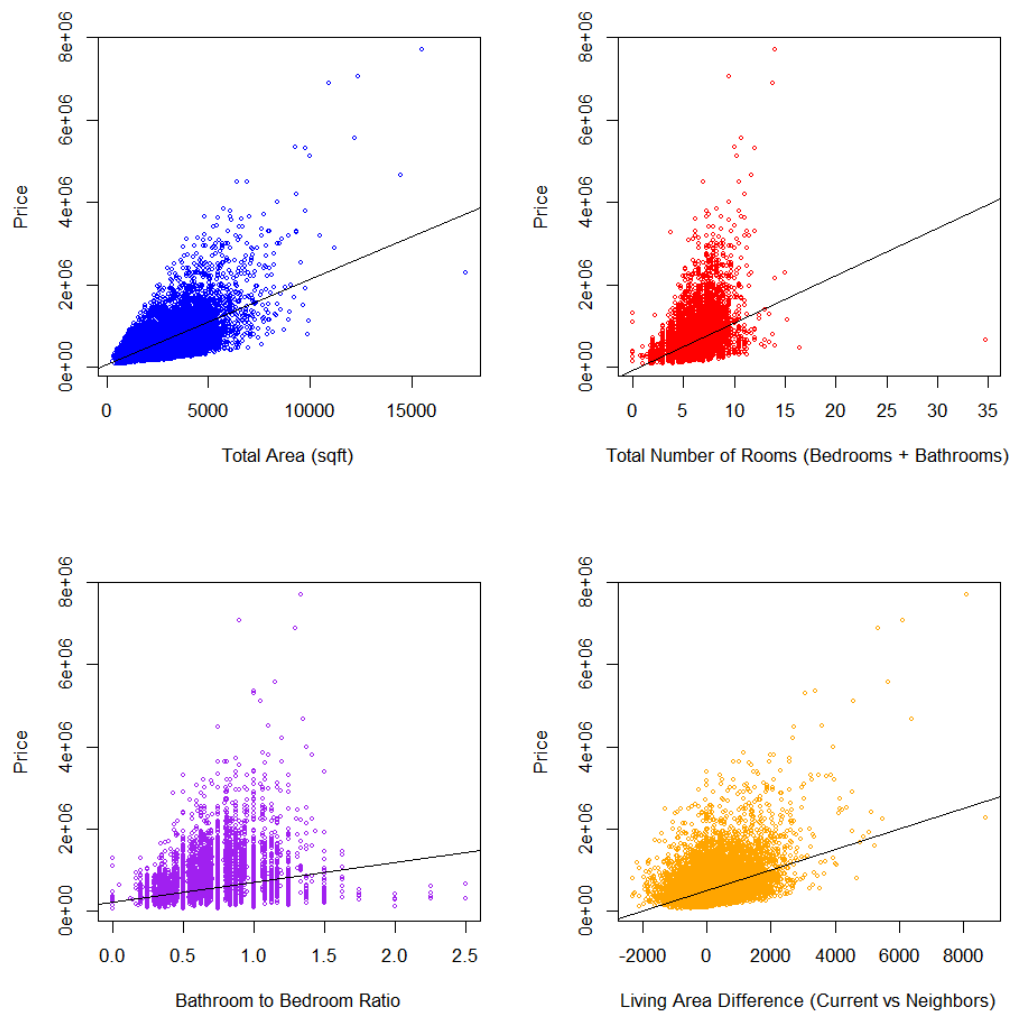 8e+06
6e+06
4e+06
2e+06
0e+00
Price
0 5000 10000 15000
Total Area (sqft)
8e+06
6e+06
4e+06
2e+06
0e+00
Price
0 5 10 15 20 25 30 35
Total Number of Rooms (Bedrooms + Bathrooms)
8e+06
6e+06
4e+06
2e+06
0e+00
Price
0.0 0.5 1.0 1.5 2.0 2.5
Bathroom to Bedroom Ratio
8e+06
6e+06
4e+06
2e+06
0e+00
Price
-2000 0 2000 4000 6000 8000
Living Area Difference (Current vs Neighbors)